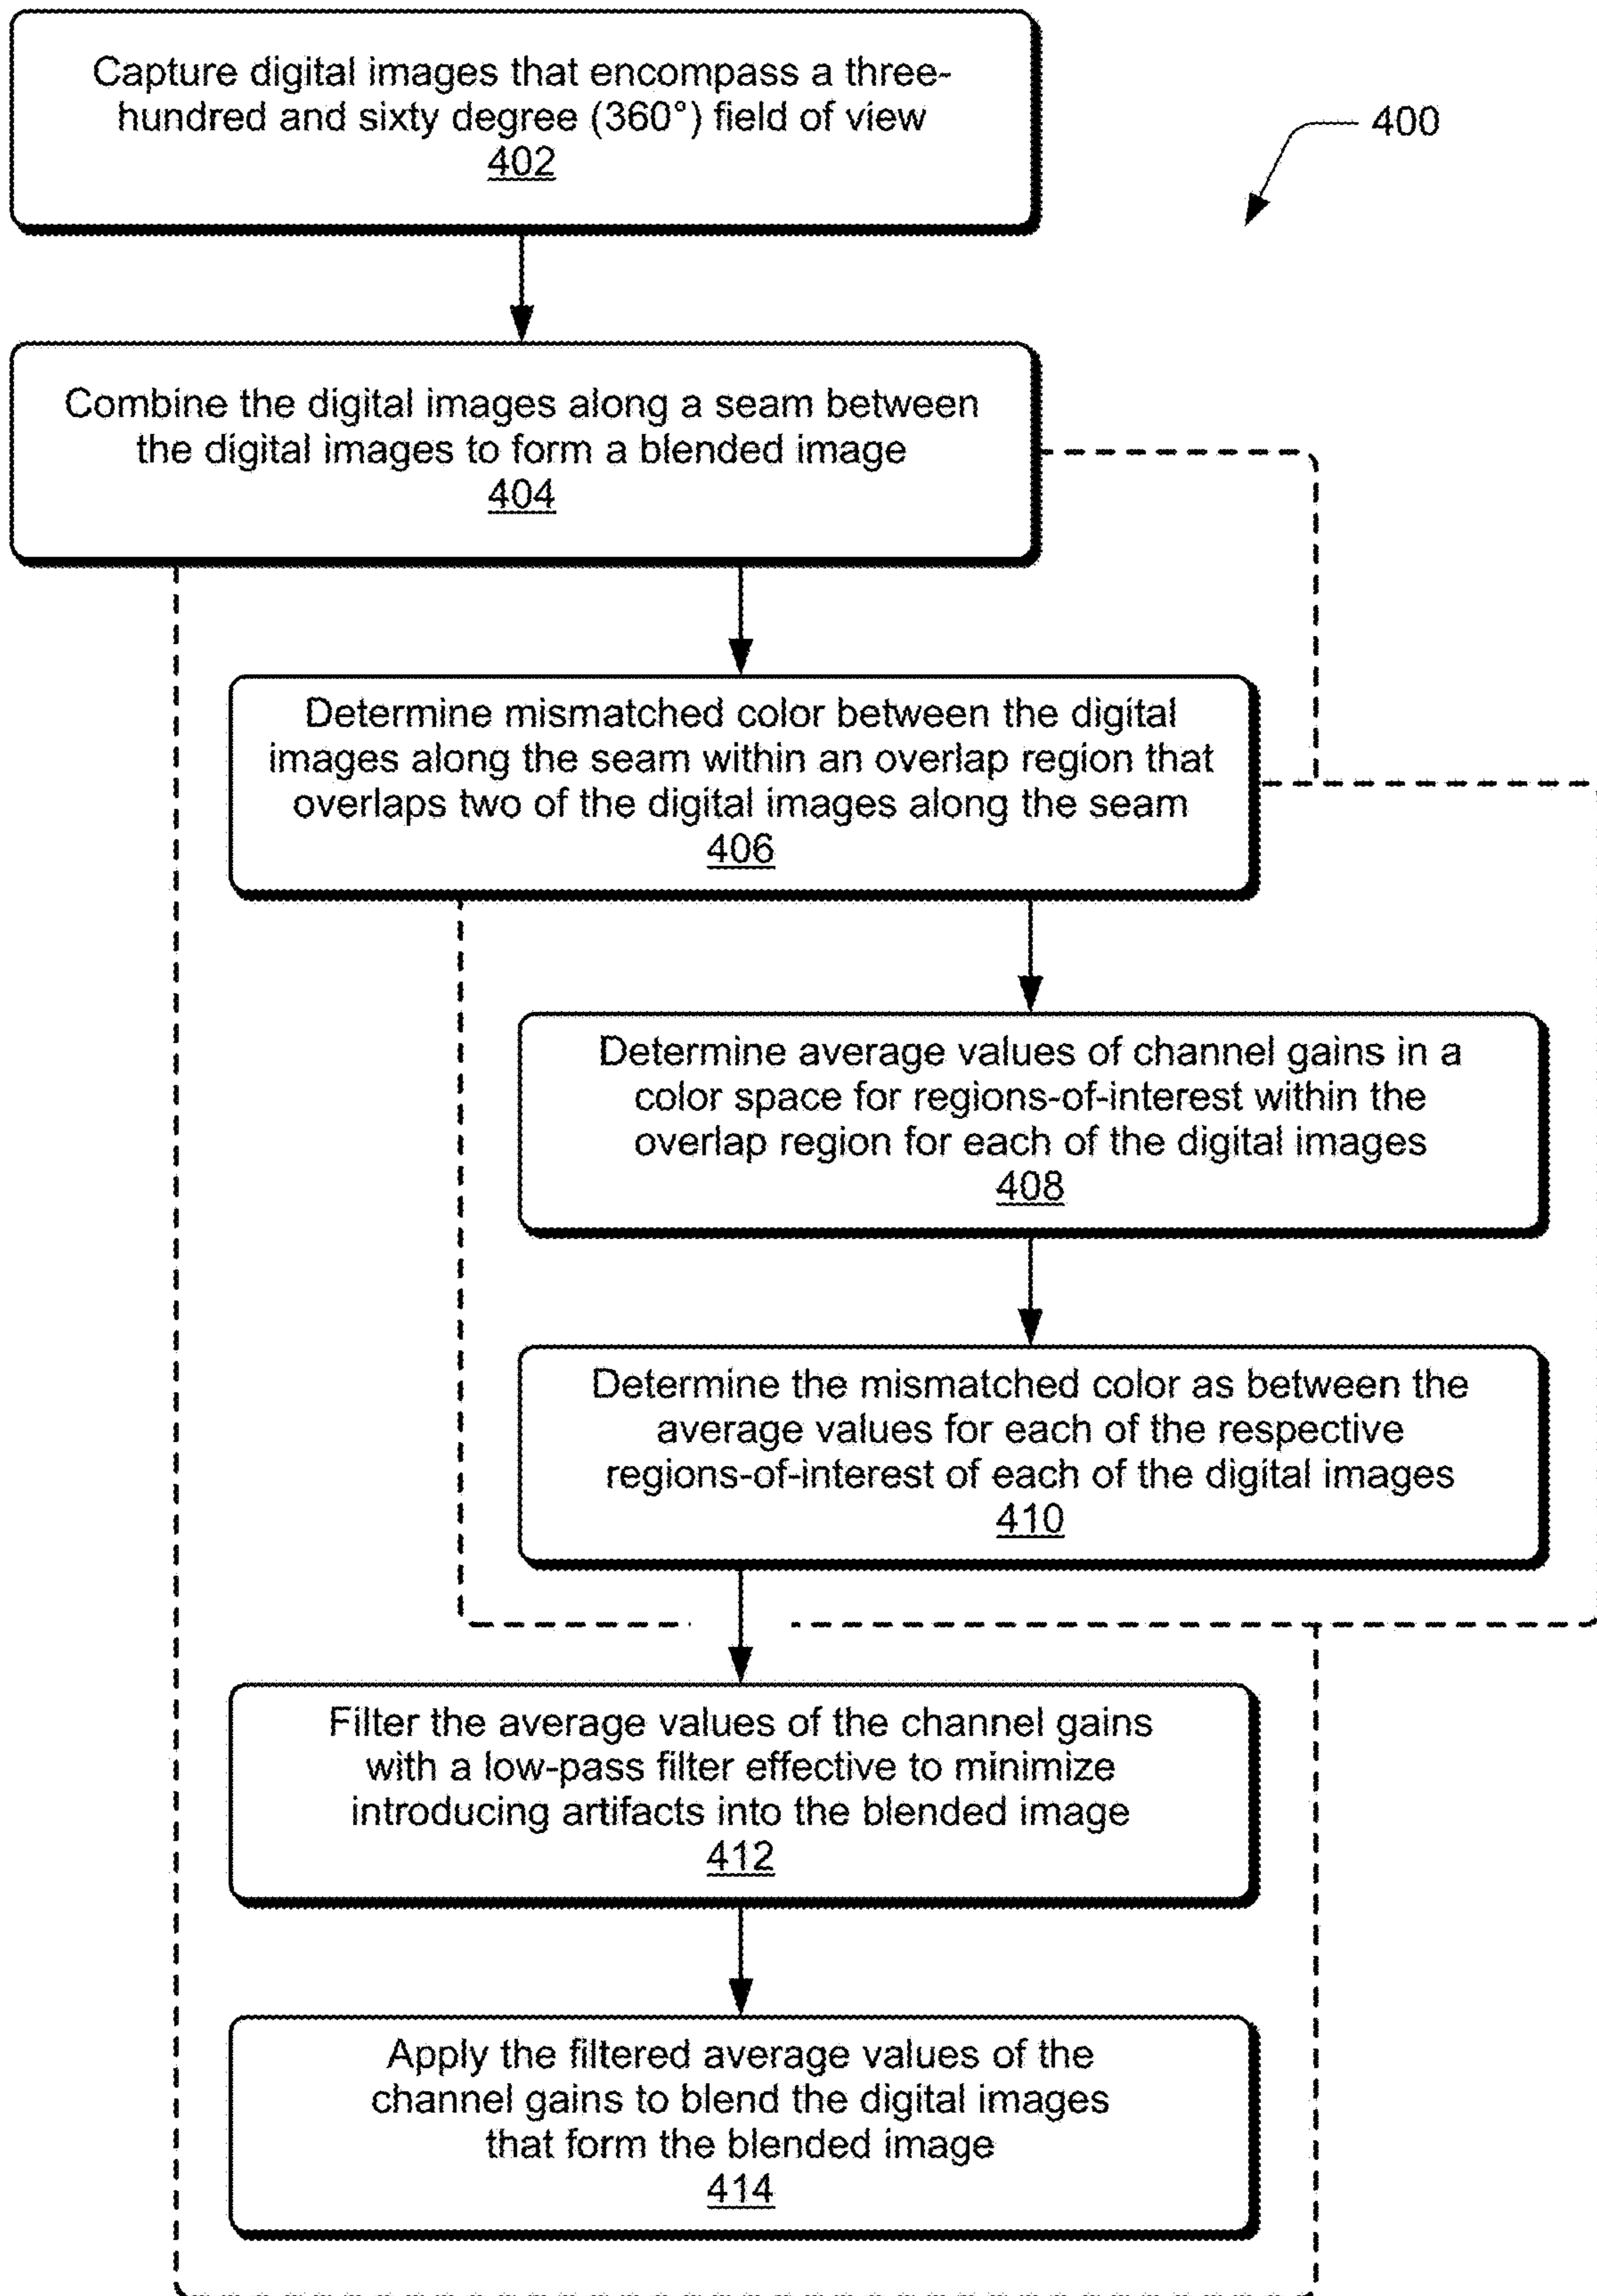 Capture digital images that encompass a three-
hundred and sixty degree (360°) field of view
402
400
Combine the digital images along a seam between
the digital images to form a blended image
404
Determine mismatched color between the digital
images along the seam within an overlap region that
overlaps two of the digital images along the seam
406
Determine average values of channel gains in a
color space for regions-of-interest within the
overlap region for each of the digital images
408
Determine the mismatched color as between the
average values for each of the respective
regions-of-interest of each of the digital images
410
Filter the average values of the channel gains
with a low-pass filter effective to minimize
introducing artifacts into the blended image
412
Apply the filtered average values of the
channel gains to blend the digital images
that form the blended image
414